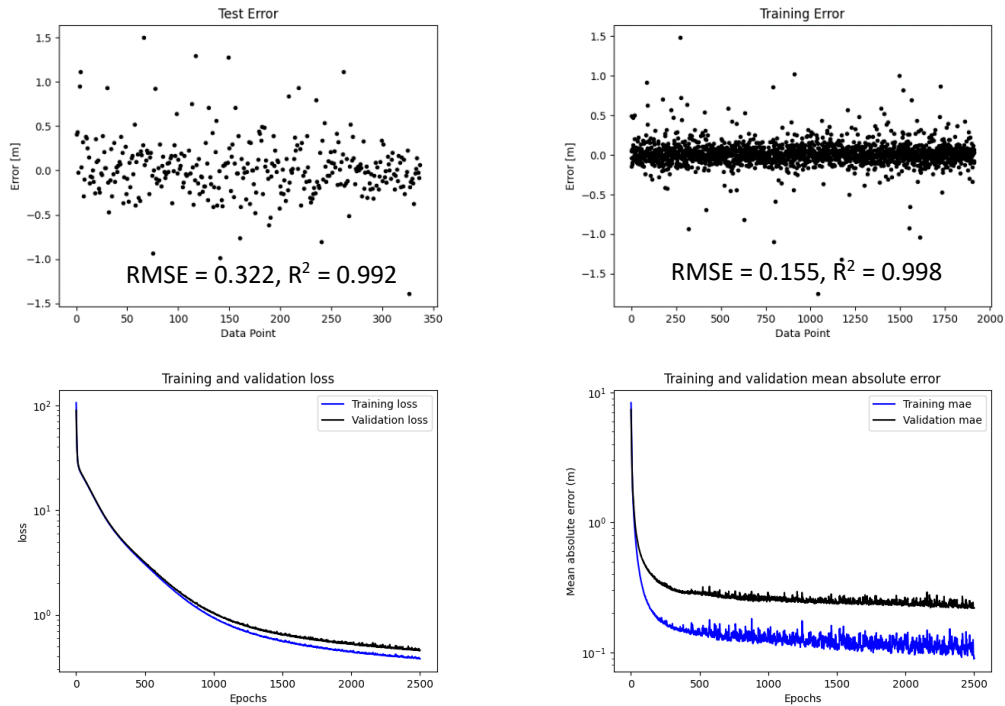 Test Error
1.5
1.0
0.5
0.0
−0.5
−1.0
−1.5
Error [m]
RMSE = 0.322, R² = 0.992
0 50 100 150 200 250 300 350
Data Point
Training Error
1.5
1.0
0.5
0.0
−0.5
−1.0
−1.5
Error [m]
RMSE = 0.155, R² = 0.998
0 250 500 750 1000 1250 1500 1750 2000
Data Point
Training and validation loss
Training loss
Validation loss
10²
10¹
10⁰
loss
0 500 1000 1500 2000 2500
Epochs
Training and validation mean absolute error
Training mae
Validation mae
10¹
10⁰
10⁻¹
Mean absolute error (m)
0 500 1000 1500 2000 2500
Epochs